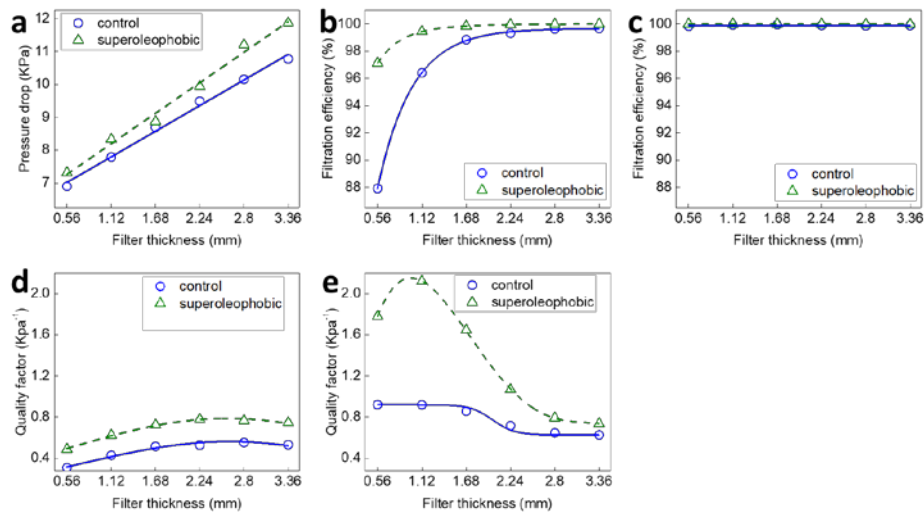 a
control
superoleophobic
Pressure drop (KPa)
12
11
10
9
8
7
0.56 1.12 1.68 2.24 2.8 3.36
Filter thickness (mm)
b
Filtration efficiency (%)
100
98
96
94
92
90
88
control
superoleophobic
0.56 1.12 1.68 2.24 2.8 3.36
Filter thickness (mm)
c
Filtration efficiency (%)
100
98
96
94
92
90
88
control
superoleophobic
0.56 1.12 1.68 2.24 2.8 3.36
Filter thickness (mm)
d
control
superoleophobic
Quality factor (Kpa⁻¹)
2.0
1.6
1.2
0.8
0.4
0.56 1.12 1.68 2.24 2.8 3.36
Filter thickness (mm)
e
control
superoleophobic
Quality factor (Kpa⁻¹)
2.0
1.6
1.2
0.8
0.4
0.56 1.12 1.68 2.24 2.8 3.36
Filter thickness (mm)